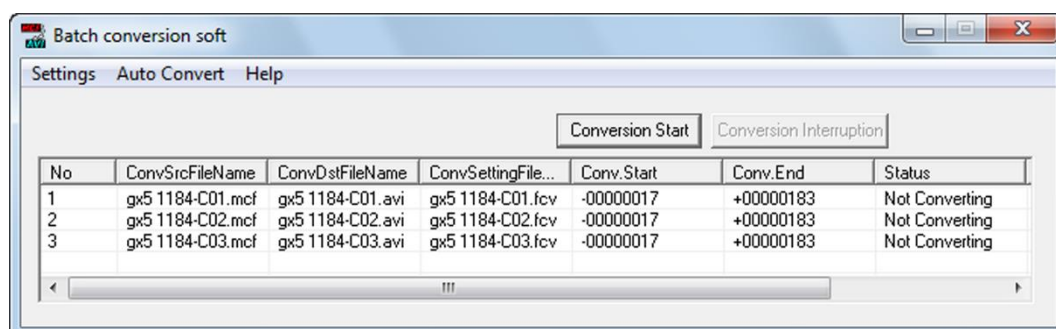 Batch conversion soft
Settings Auto Convert Help
Conversion Start Conversion Interruption
No ConvSrcFileName ConvDstFileName ConvSettingFile... Conv.Start Conv.End Status
1 gx5 1184-C01.mcf gx5 1184-C01.avi gx5 1184-C01.fcv -00000017 +00000183 Not Converting
2 gx5 1184-C02.mcf gx5 1184-C02.avi gx5 1184-C02.fcv -00000017 +00000183 Not Converting
3 gx5 1184-C03.mcf gx5 1184-C03.avi gx5 1184-C03.fcv -00000017 +00000183 Not Converting